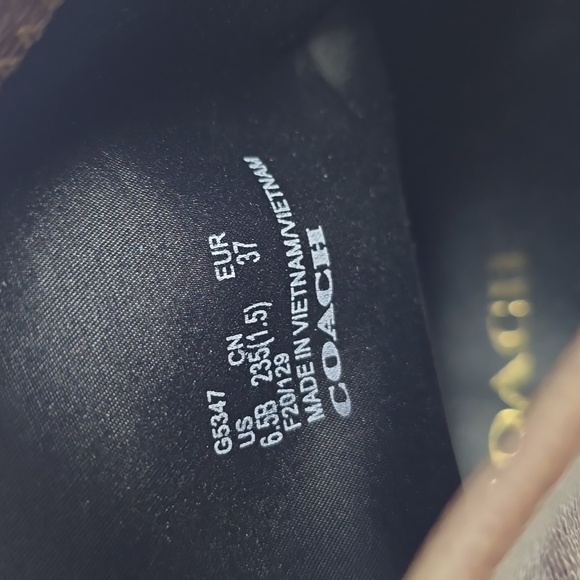 G5347
US CN EUR
6.5B 235(1.5) 37
F20/129
MADE IN VIETNAM/VIETNAM
COACH
COACH